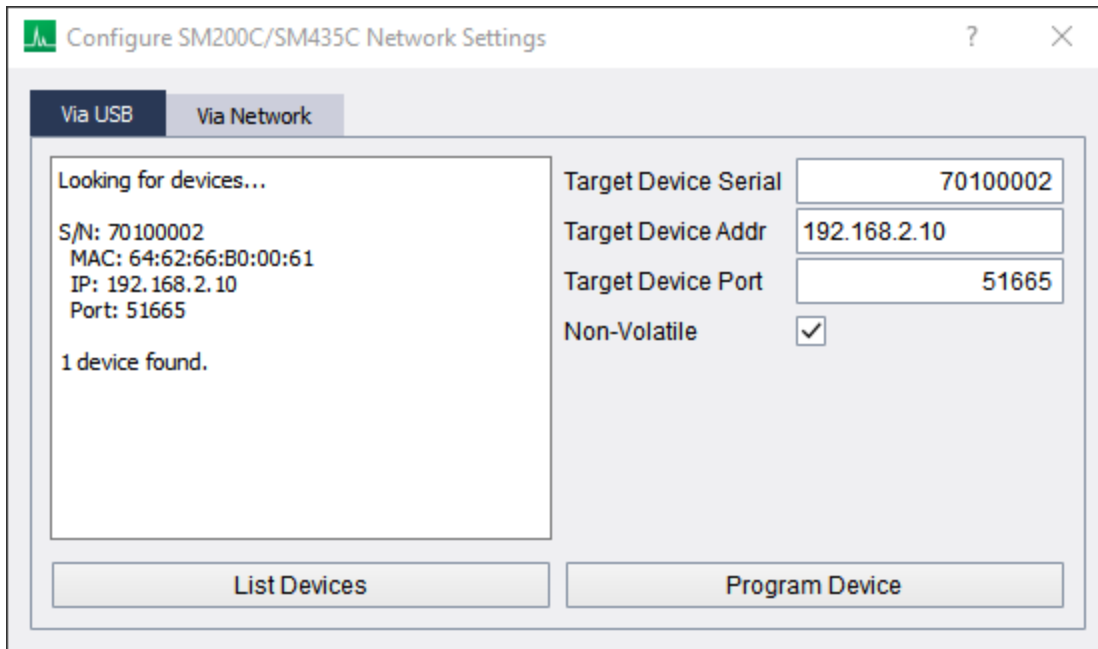 Configure SM200C/SM435C Network Settings
?
Via USB
Via Network
Looking for devices...
S/N: 70100002
MAC: 64:62:66:B0:00:61
IP: 192.168.2.10
Port: 51665
1 device found.
Target Device Serial 70100002
Target Device Addr 192.168.2.10
Target Device Port 51665
Non-Volatile
List Devices
Program Device